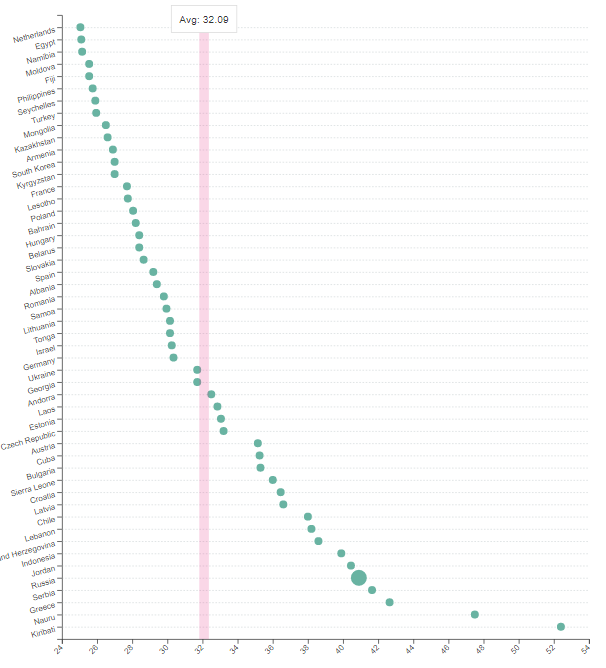 Avg: 32.09
Netherlands
Egypt
Namibia
Moldova
Fiji
Philippines
Seychelles
Turkey
Mongolia
Kazakhstan
Armenia
South Korea
Kyrgyzstan
France
Lesotho
Poland
Bahrain
Hungary
Belarus
Slovakia
Spain
Albania
Romania
Samoa
Lithuania
Tonga
Israel
Germany
Ukraine
Georgia
Andorra
Laos
Estonia
Czech Republic
Austria
Cuba
Bulgaria
Sierra Leone
Croatia
Latvia
Chile
Lebanon
nd Herzegovina
Indonesia
Jordan
Russia
Serbia
Greece
Nauru
Kiribati
24 26 28 30 32 34 36 38 40 42 44 46 48 50 52 54